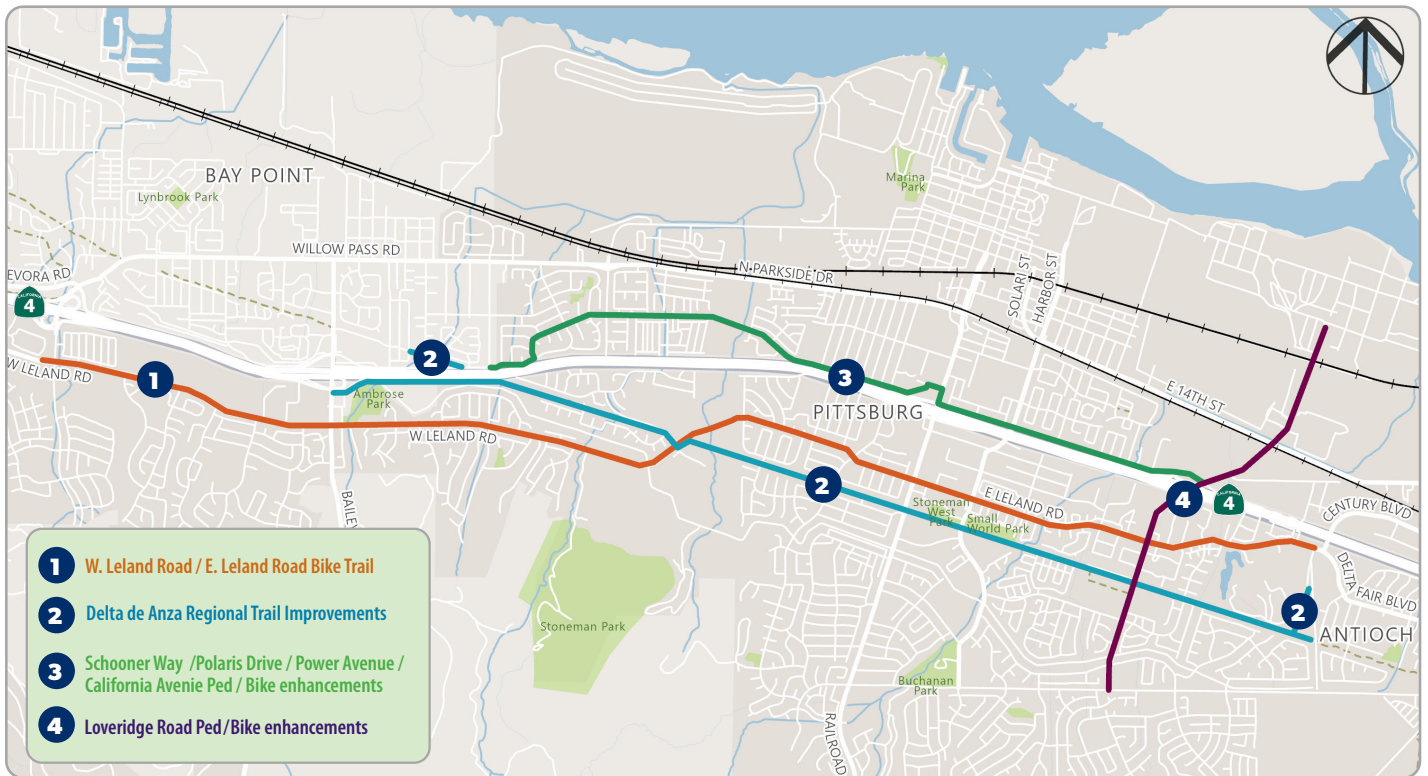 BAY POINT
Lynbrook Park
WILLOW PASS RD
EVORA RD
CALIFORNIA
4
W LELAND RD
1
2
Ambrose
Park
W LELAND RD
BAILEY
Marina
Park
N PARKSIDE DR
SOLARI ST
HARBOR ST
3
PITTSBURG
E 14TH ST
2
Stoneman
West
Park
Small
World Park
E LELAND RD
4
CALIFORNIA
4
CENTURY BLVD
DELTA
FAIR BLVD
2
ANTIOCH
Stoneman Park
Buchanan
Park
RAILROAD
1 W. Leland Road / E. Leland Road Bike Trail
2 Delta de Anza Regional Trail Improvements
3 Schooner Way /Polaris Drive / Power Avenue /
California Avenie Ped / Bike enhancements
4 Loveridge Road Ped/Bike enhancements